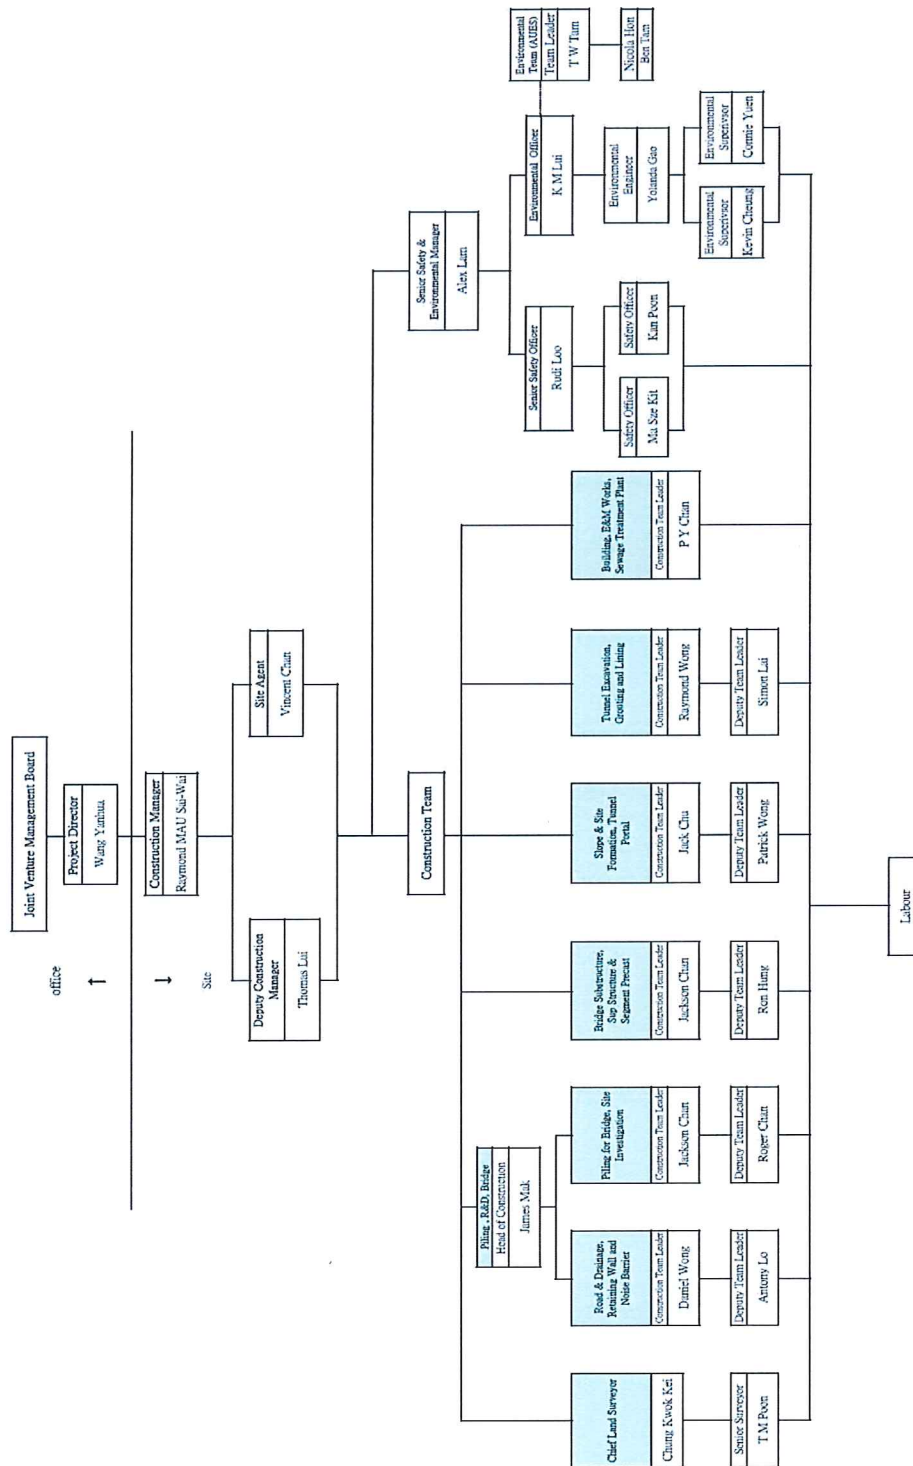 Joint Venture Management Board
office
↑
Project Director
Wang Yanhua
↓
Site
Construction Manager
Raymond MAU Sai-Wai
Deputy Construction
Manager
Thomas Lui
Site Agent
Vincent Chan
Construction Team
Senior Safety &
Environmental Manager
Alex Lam
Senior Safety Officer
Rudi Loo
Environmental Officer
K M Lui
Environmental
Team (AUES)
Team Leader
T W Tam
Nicola Hon
Ben Tam
Safety Officer
Ma Sze Kit
Safety Officer
Kan Poon
Environmental
Engineer
Yolanda Gao
Environmental
Supervisor
Kevin Cheung
Environmental
Supervisor
Connie Yuen
Piling , R&D, Bridge
Head of Construction
James Mak
Chief Land Surveyor
Chung Kwok Kei
Senior Surveyor
T M Poon
Road & Drainage,
Retaining Wall and
Noise Barrier
Construction Team Leader
Daniel Wong
Deputy Team Leader
Antony Lo
Piling for Bridge, Site
Investigation
Construction Team Leader
Jackson Chan
Deputy Team Leader
Roger Chan
Bridge Substructure,
Sup Structure &
Segment Precast
Construction Team Leader
Jackson Chan
Deputy Team Leader
Ron Hung
Slope & Site
Formation, Tunnel
Portal
Construction Team Leader
Jack Chu
Deputy Team Leader
Patrick Wong
Tunnel Excavation,
Grouting and Lining
Construction Team Leader
Raymond Wong
Deputy Team Leader
Simon Lai
Building, E&M Works,
Sewage Treatment Plant
Construction Team Leader
P Y Chan
Labour